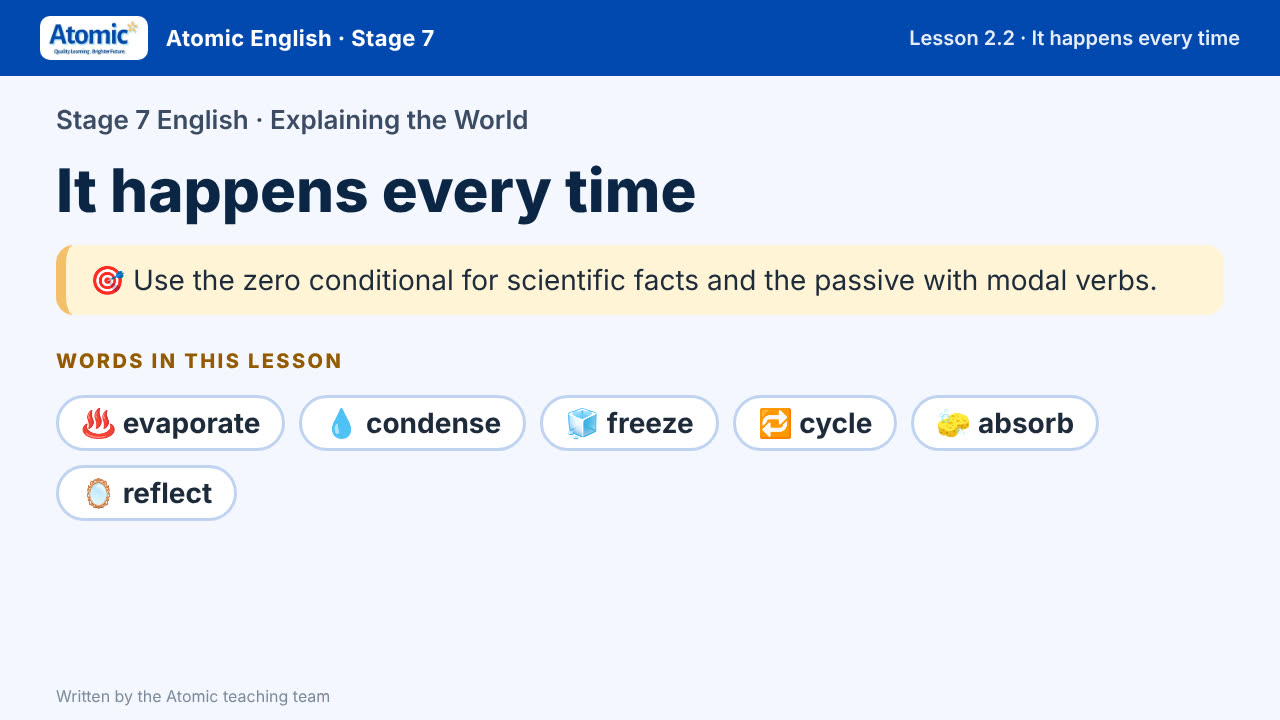 Atomic
Quality Learning. Brighter Future.
Atomic English · Stage 7
Lesson 2.2 · It happens every time
Stage 7 English · Explaining the World
It happens every time
Use the zero conditional for scientific facts and the passive with modal verbs.
WORDS IN THIS LESSON
evaporate condense freeze cycle absorb
reflect
Written by the Atomic teaching team